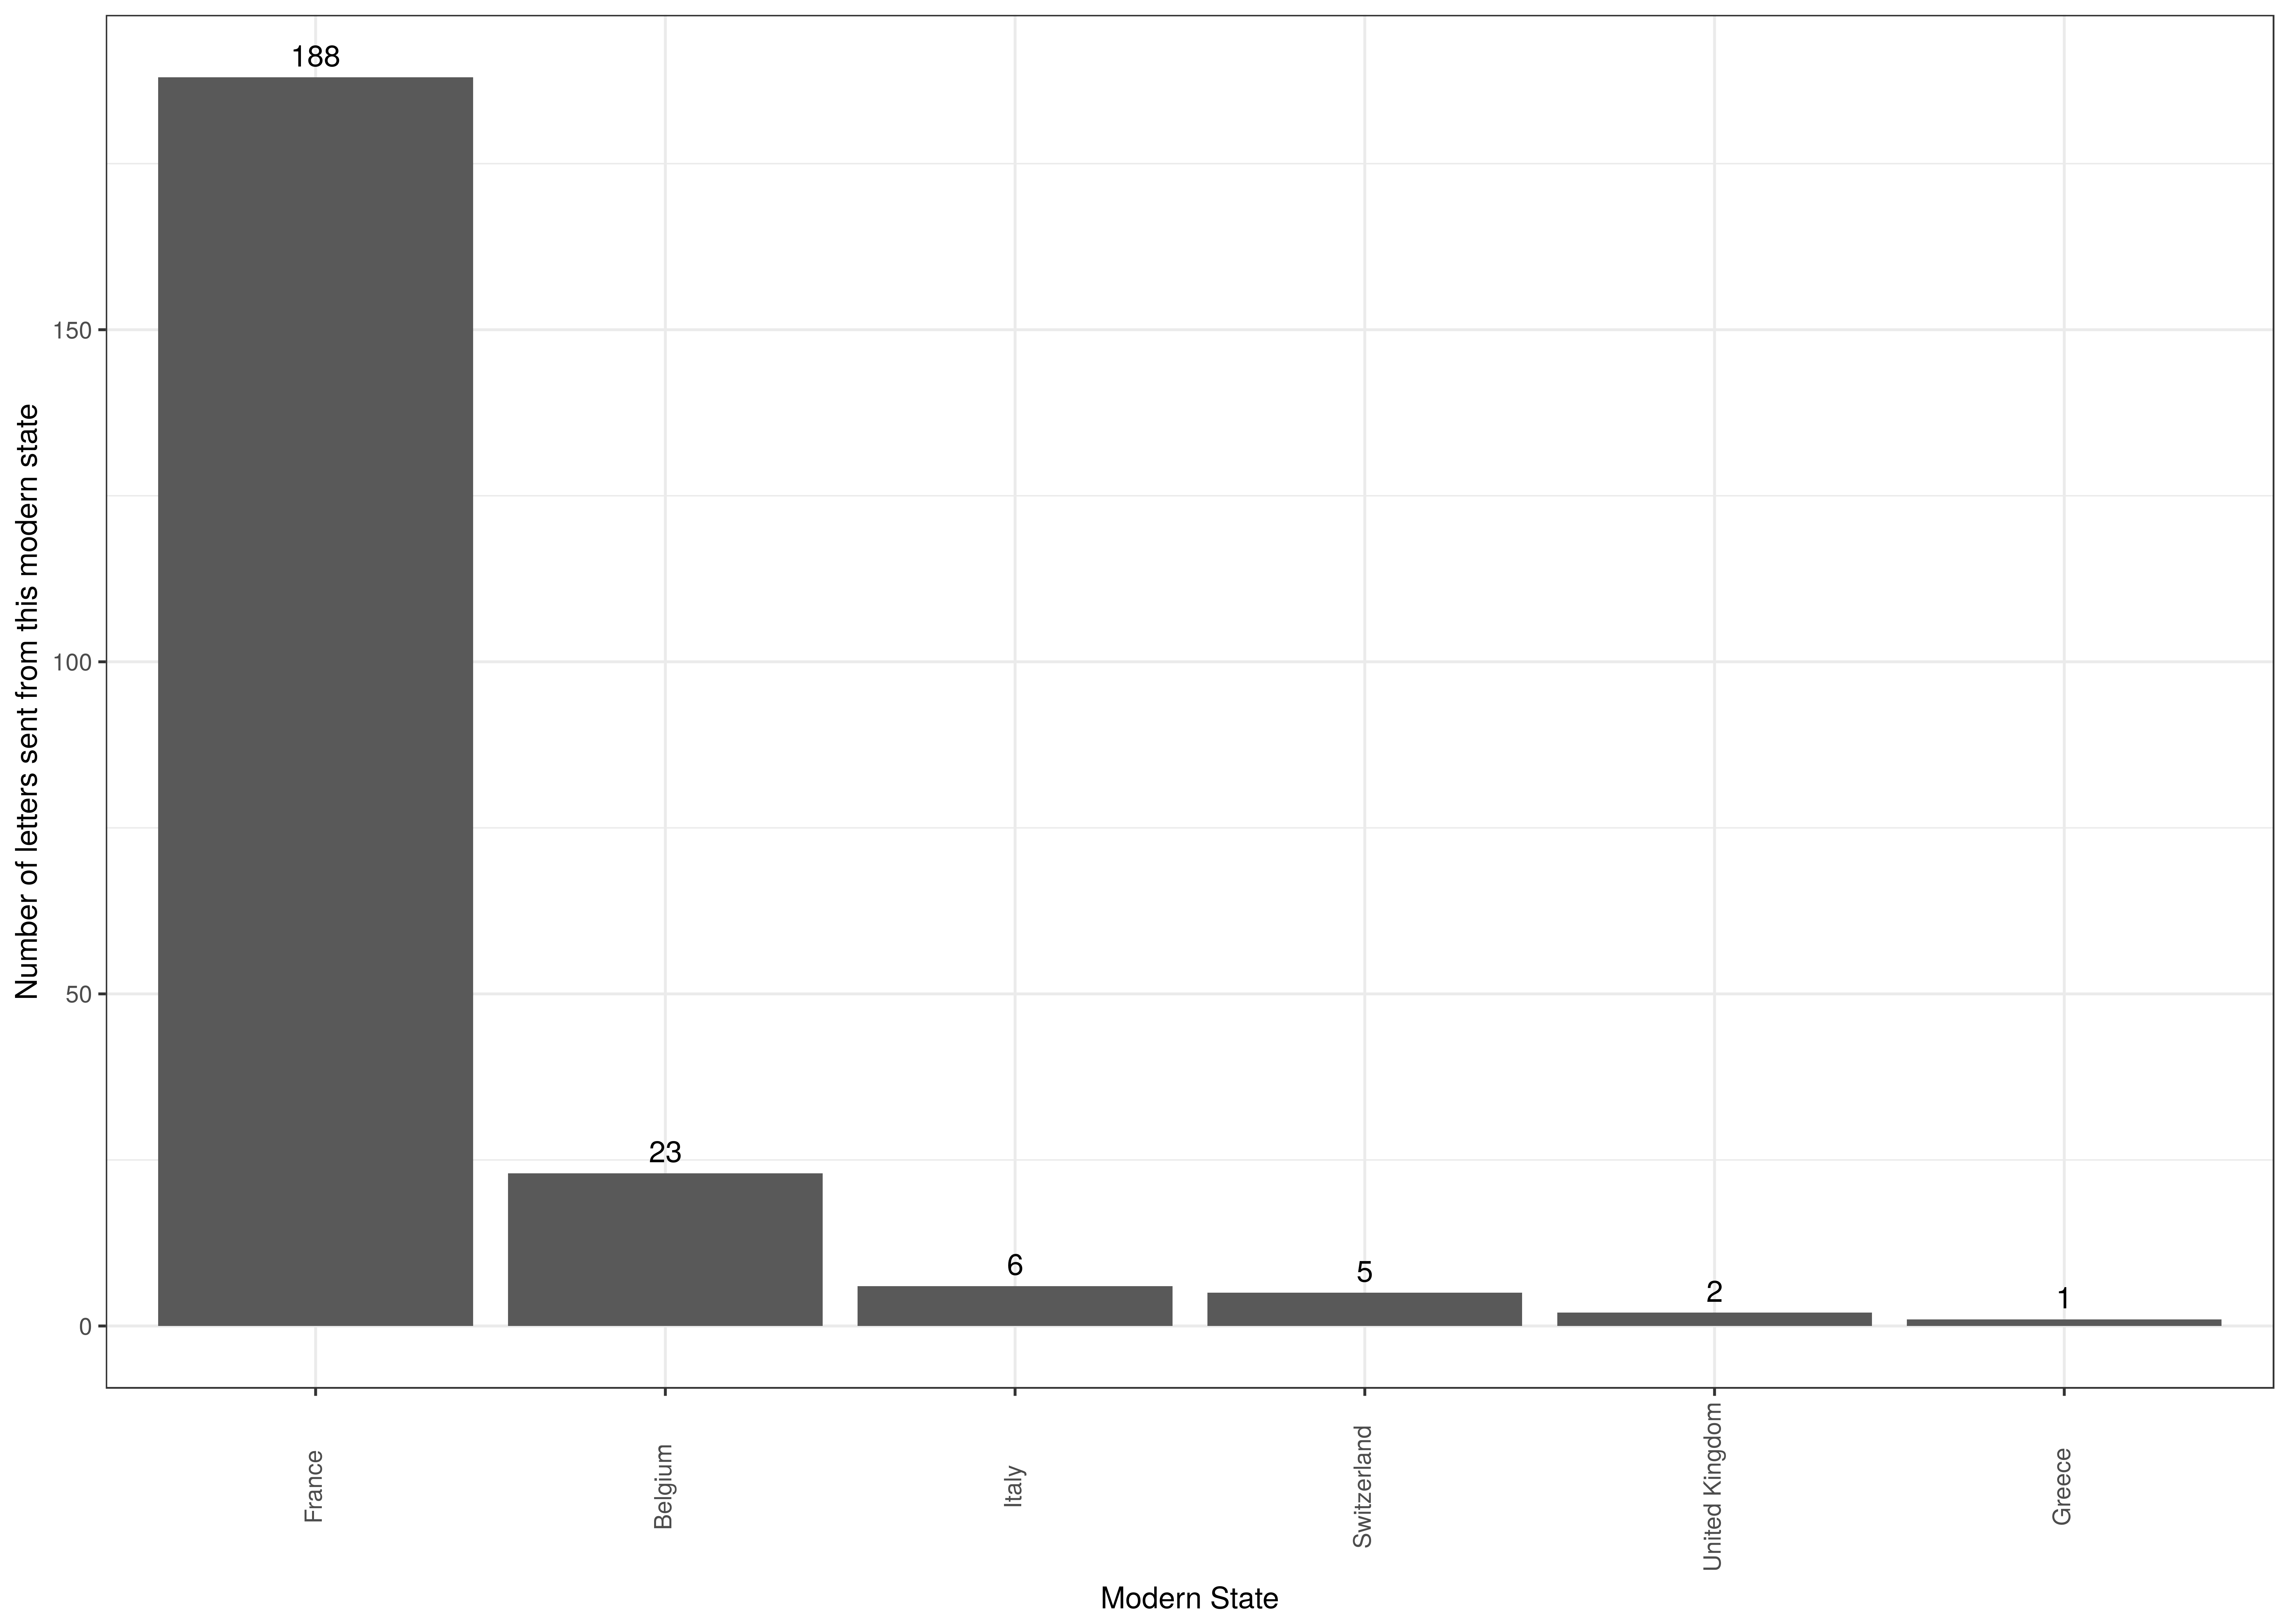 Number of letters sent from this modern state
150
100
50
0
188
23
6
5
2
1
France
Belgium
Italy
Switzerland
United Kingdom
Greece
Modern State